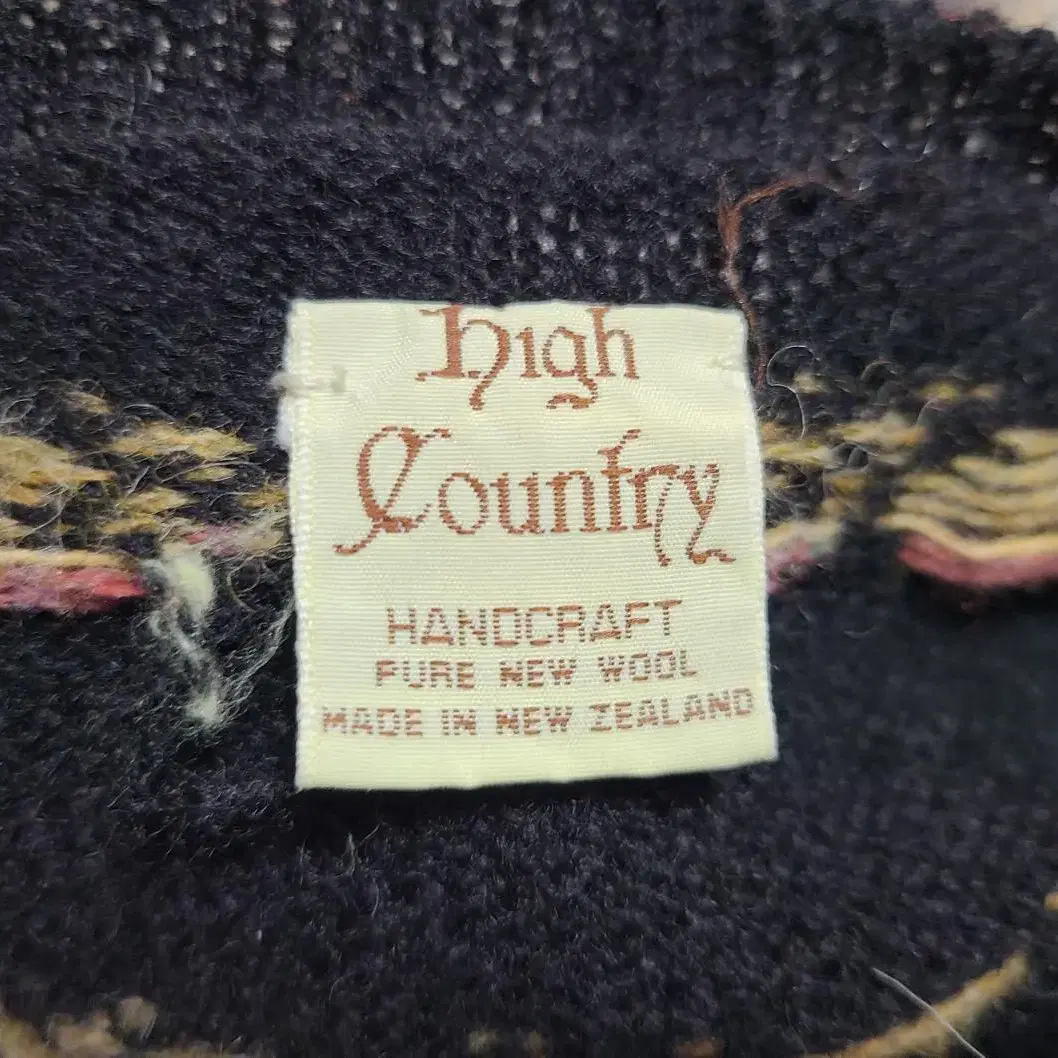 High
Country
HANDCRAFT
PURE NEW WOOL
MADE IN NEW ZEALAND